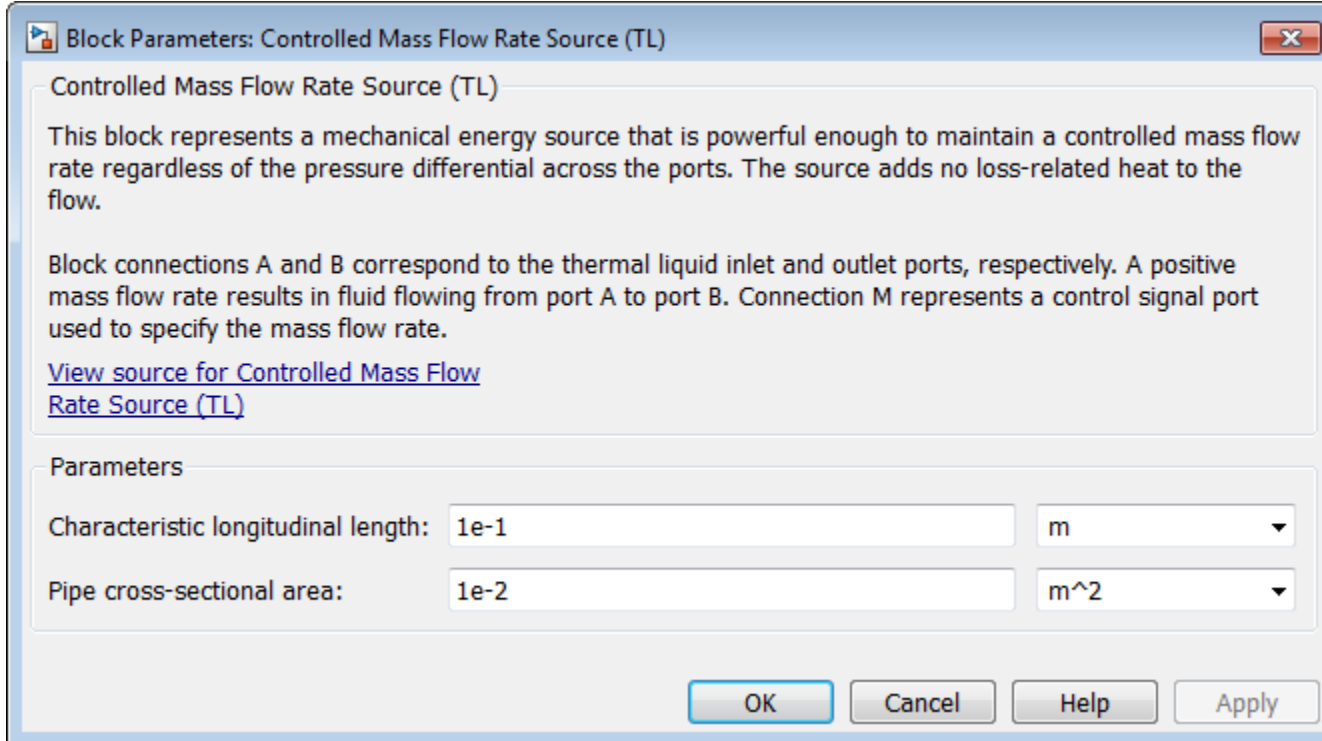 Block Parameters: Controlled Mass Flow Rate Source (TL)
Controlled Mass Flow Rate Source (TL)
This block represents a mechanical energy source that is powerful enough to maintain a controlled mass flow
rate regardless of the pressure differential across the ports. The source adds no loss-related heat to the
flow.
Block connections A and B correspond to the thermal liquid inlet and outlet ports, respectively. A positive
mass flow rate results in fluid flowing from port A to port B. Connection M represents a control signal port
used to specify the mass flow rate.
View source for Controlled Mass Flow
Rate Source (TL)
Parameters
Characteristic longitudinal length: 1e-1 m
Pipe cross-sectional area: 1e-2 m^2
OK Cancel Help Apply